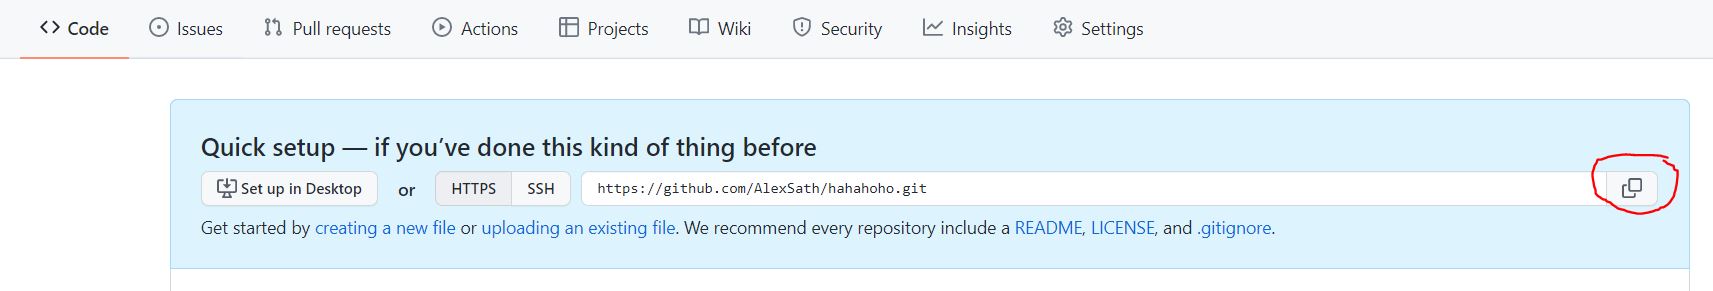 Code Issues Pull requests Actions Projects Wiki Security Insights Settings
Quick setup — if you’ve done this kind of thing before
Set up in Desktop or HTTPS SSH https://github.com/AlexSath/hahahoho.git
Get started by creating a new file or uploading an existing file. We recommend every repository include a README, LICENSE, and .gitignore.